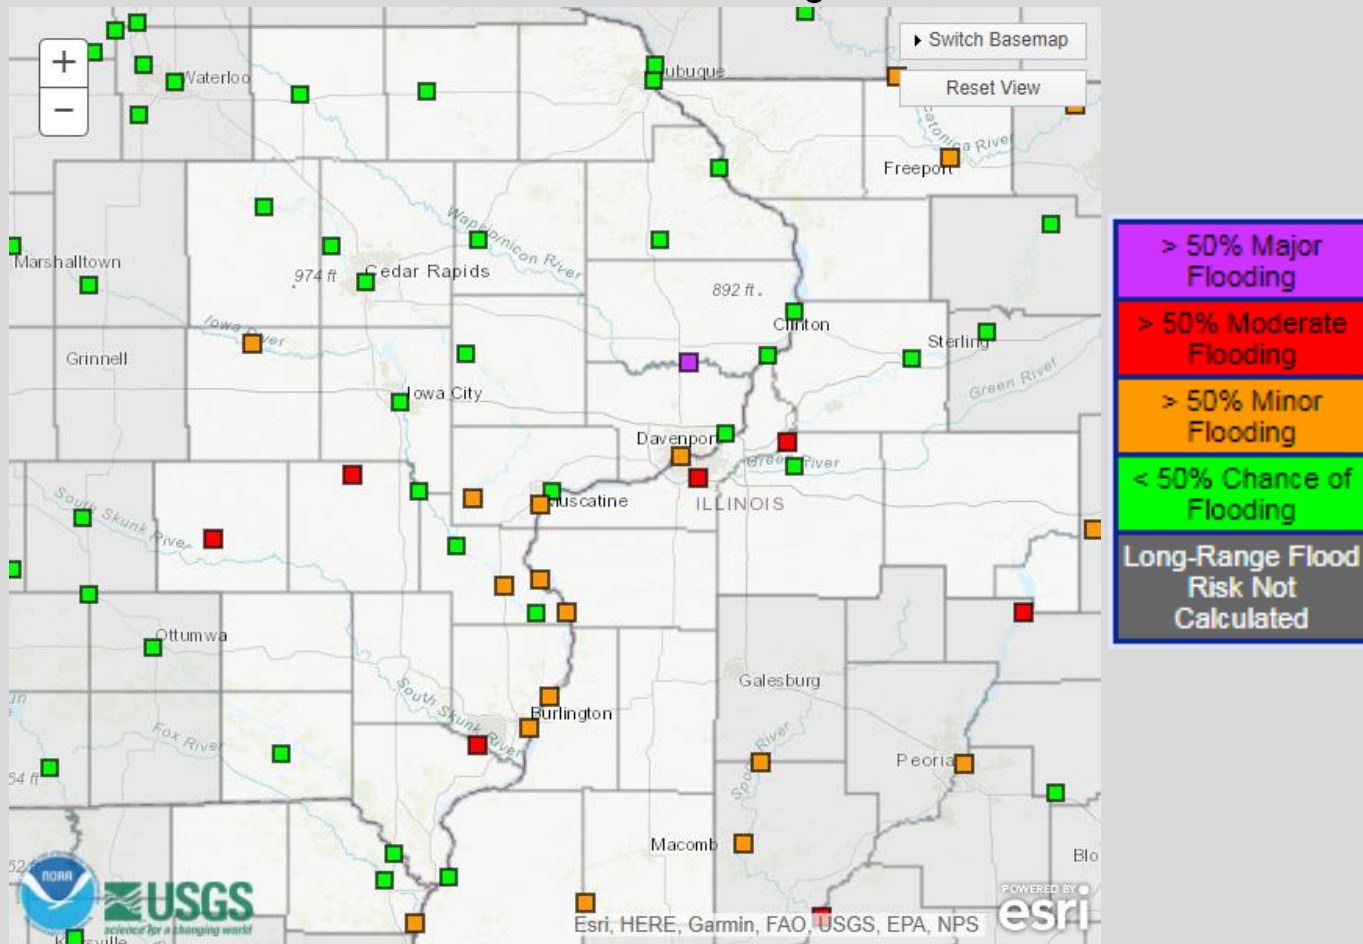 Switch Basemap
Reset View
+
−
Waterloo
ubuque
atonica River
Freeport
Wapsipinicon River
Marshalltown
974 ft
Cedar Rapids
892 ft
Clinton
Iowa River
Sterling
Grinnell
Green River
Iowa City
Davenport
Green River
ILLINOIS
Muscatine
South Skunk River
Ottumwa
Galesburg
South Skunk River
Burlington
Fox River
Spoon River
Peoria
54 ft
Macomb
Blo
NOAA
USGS
science for a changing world
POWERED BY
esri
Esri, HERE, Garmin, FAO, USGS, EPA, NPS
> 50% Major
Flooding
> 50% Moderate
Flooding
> 50% Minor
Flooding
< 50% Chance of
Flooding
Long-Range Flood
Risk Not
Calculated